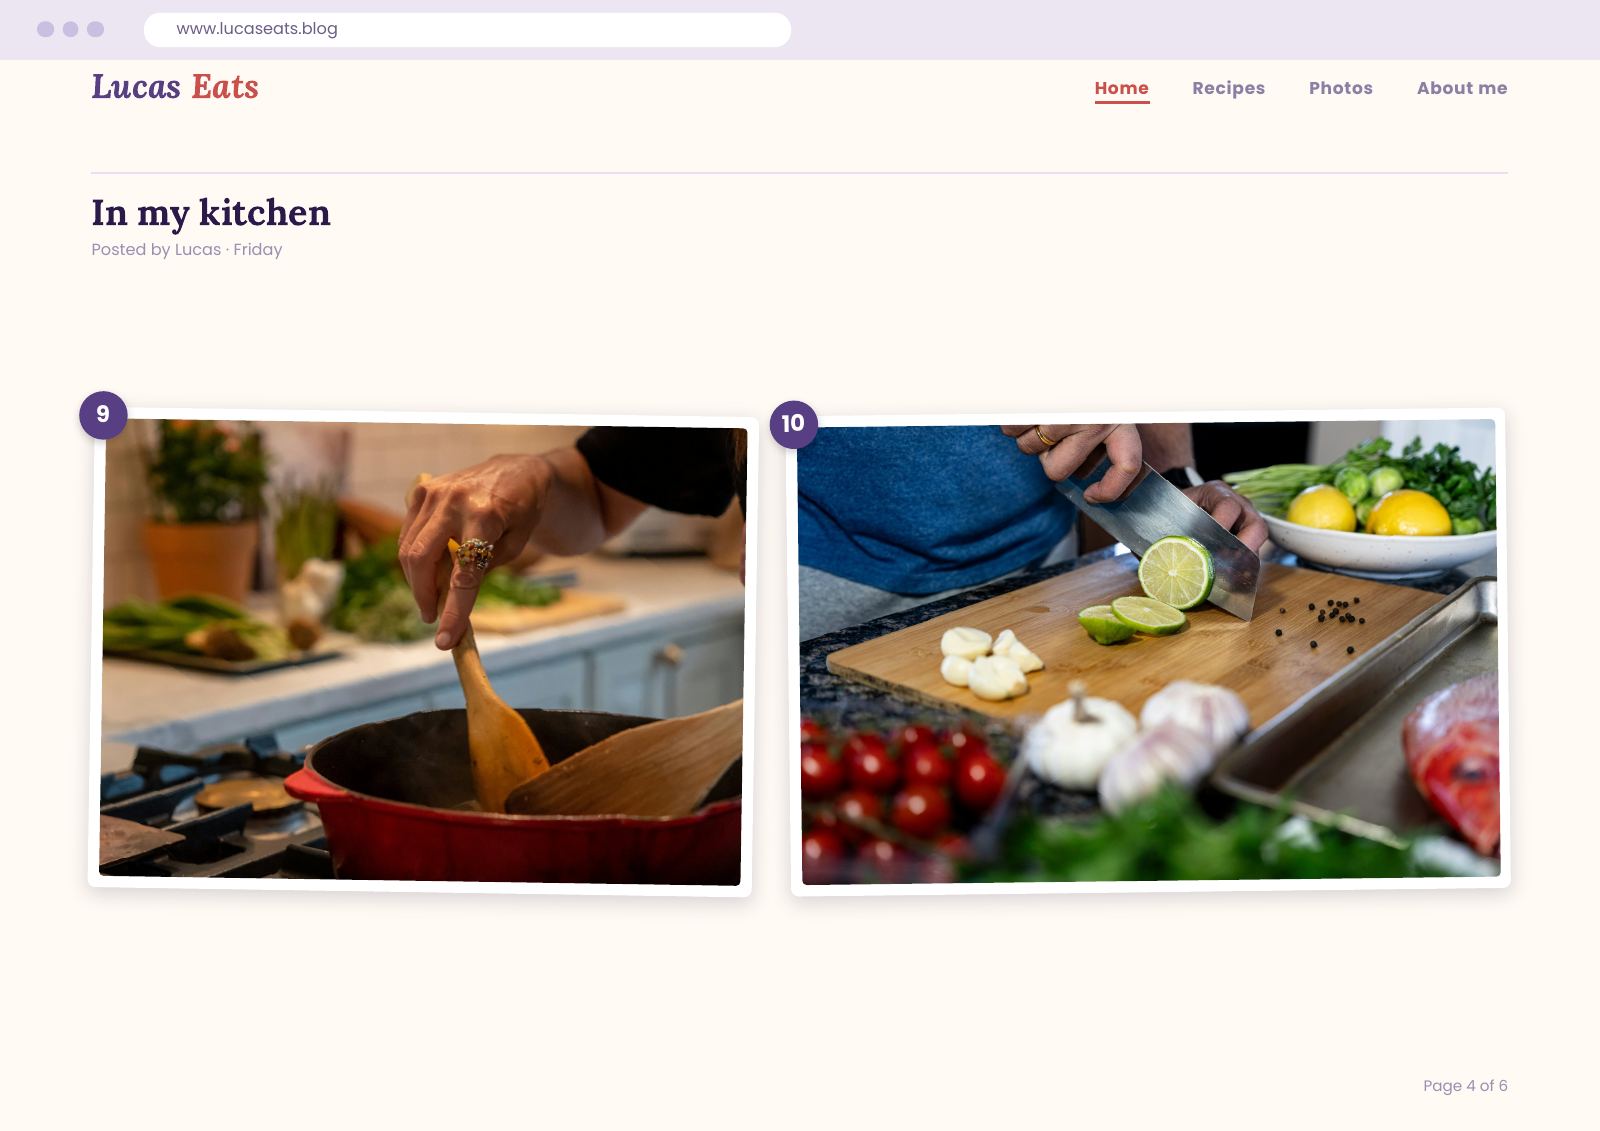 www.lucaseats.blog
Lucas Eats
Home Recipes Photos About me
In my kitchen
Posted by Lucas · Friday
9
10
Page 4 of 6